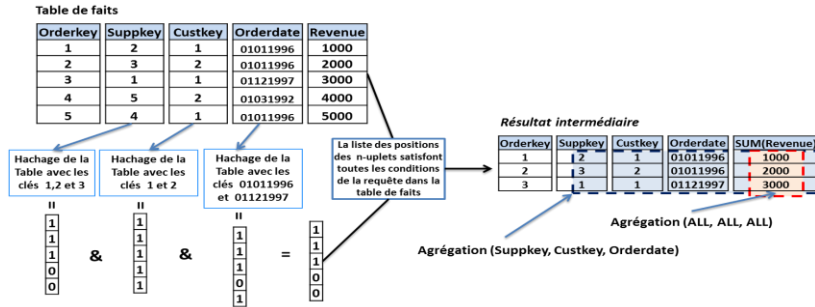 Table de faits
Orderkey Suppkey Custkey Orderdate Revenue
1 2 1 01011996 1000
2 3 2 01011996 2000
3 1 1 01121997 3000
4 5 2 01031992 4000
5 4 1 01011996 5000
Hachage de la
Table avec les
clés 1,2 et 3
Hachage de la
Table avec les
clés 1 et 2
Hachage de la
Table avec les
clés 01011996
et 01121997
La liste des positions
des n-uplets satisfont
toutes les conditions
de la requête dans la
table de faits
Résultat intermédiaire
Orderkey Suppkey Custkey Orderdate SUM(Revenue)
1 2 1 01011996 1000
2 3 2 01011996 2000
3 1 1 01121997 3000
Agrégation (ALL, ALL, ALL)
Agrégation (Suppkey, Custkey, Orderdate)
= = =
1
1
1
0
0
&
1
1
1
1
1
&
1
1
1
0
1
=
1
1
1
0
0